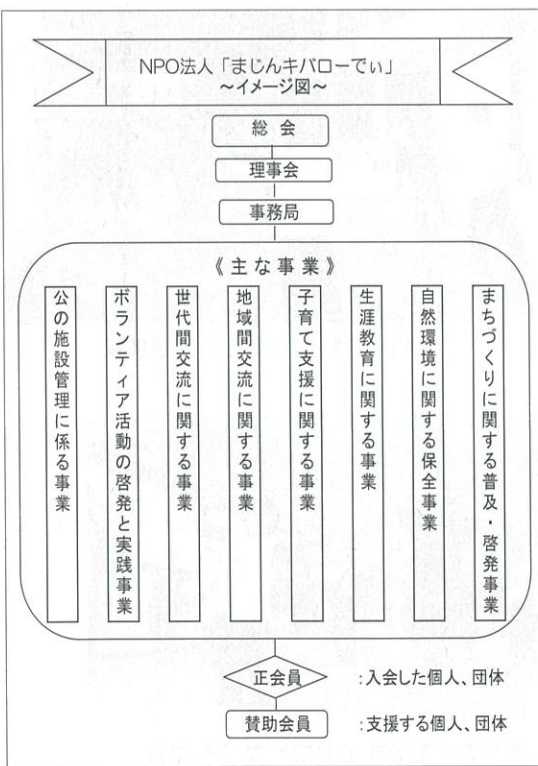 NPO法人「まじんキバローでぃ」
～イメージ図～
総会
理事会
事務局
《主な事業》
まちづくりに関する普及・啓発事業
自然環境に関する保全事業
生涯教育に関する事業
子育て支援に関する事業
地域間交流に関する事業
世代間交流に関する事業
ボランティア活動の啓発と実践事業
公の施設管理に係る事業
正会員 :入会した個人、団体
賛助会員 :支援する個人、団体